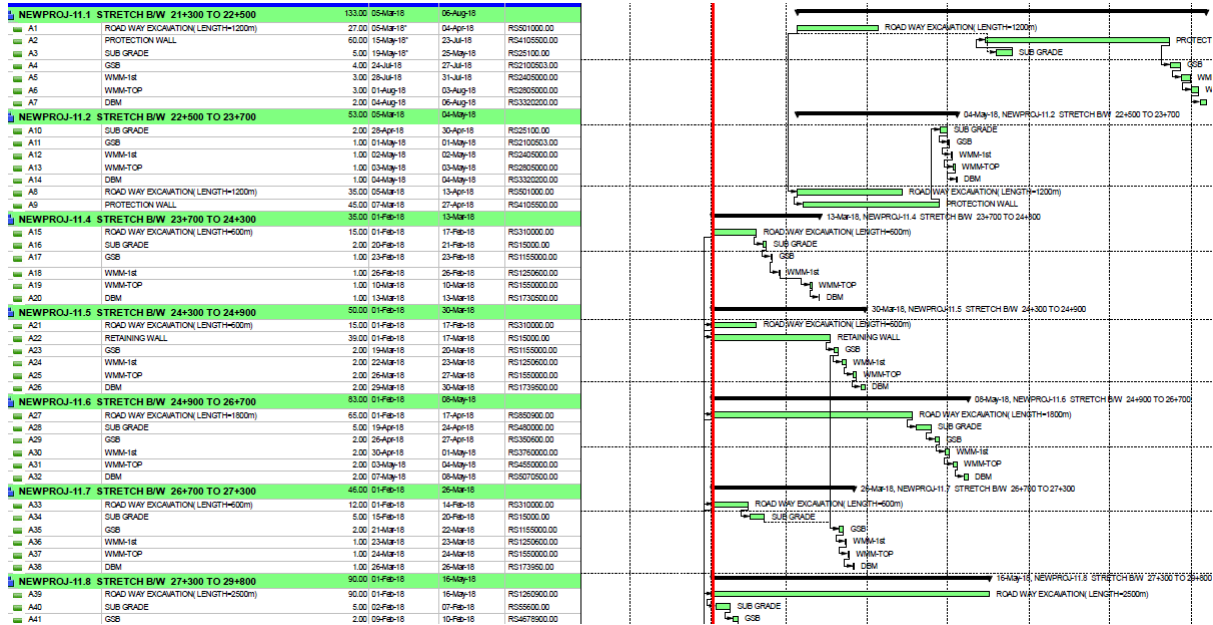 NEWPROJ-11.1 STRETCH B/W 21+300 TO 22+500 133.00 05-Mar-18 06-Aug-18
A1 ROAD WAY EXCAVATION( LENGTH=1200m) 27.00 05-Mar-18* 04-Apr-18 RS501000.00 ROAD WAY EXCAVATION( LENGTH=1200m)
A2 PROTECTION WALL 60.00 15-May-18* 23-Jul-18 RS4105500.00 PROTECT
A3 SUB GRADE 5.00 19-May-18* 25-May-18 RS25100.00 SUB GRADE
A4 GSB 4.00 24-Jul-18 27-Jul-18 RS2100503.00 GSB
A5 WMM-1st 3.00 28-Jul-18 31-Jul-18 RS2405000.00 WM
A6 WMM-TOP 3.00 01-Aug-18 03-Aug-18 RS2805000.00 W
A7 DBM 2.00 04-Aug-18 06-Aug-18 RS3320200.00
NEWPROJ-11.2 STRETCH B/W 22+500 TO 23+700 53.00 05-Mar-18 04-May-18 04-May-18, NEWPROJ-11.2 STRETCH B/W 22+500 TO 23+700
A10 SUB GRADE 2.00 28-Apr-18 30-Apr-18 RS25100.00 SUB GRADE
A11 GSB 1.00 01-May-18 01-May-18 RS2100503.00 GSB
A12 WMM-1st 1.00 02-May-18 02-May-18 RS2405000.00 WMM-1st
A13 WMM-TOP 1.00 03-May-18 03-May-18 RS2805000.00 WMM-TOP
A14 DBM 1.00 04-May-18 04-May-18 RS3320200.00 DBM
A8 ROAD WAY EXCAVATION( LENGTH=1200m) 35.00 05-Mar-18 13-Apr-18 RS501000.00 ROAD WAY EXCAVATION( LENGTH=1200m)
A9 PROTECTION WALL 45.00 07-Mar-18 27-Apr-18 RS4105500.00 PROTECTION WALL
NEWPROJ-11.4 STRETCH B/W 23+700 TO 24+300 35.00 01-Feb-18 13-Mar-18 13-Mar-18, NEWPROJ-11.4 STRETCH B/W 23+700 TO 24+300
A15 ROAD WAY EXCAVATION( LENGTH=600m) 15.00 01-Feb-18 17-Feb-18 RS310000.00 ROAD WAY EXCAVATION( LENGTH=600m)
A16 SUB GRADE 2.00 20-Feb-18 21-Feb-18 RS15000.00 SUB GRADE
A17 GSB 1.00 23-Feb-18 23-Feb-18 RS1155000.00 GSB
A18 WMM-1st 1.00 26-Feb-18 26-Feb-18 RS1250600.00 WMM-1st
A19 WMM-TOP 1.00 10-Mar-18 10-Mar-18 RS1550000.00 WMM-TOP
A20 DBM 1.00 13-Mar-18 13-Mar-18 RS1730500.00 DBM
NEWPROJ-11.5 STRETCH B/W 24+300 TO 24+900 50.00 01-Feb-18 30-Mar-18 30-Mar-18, NEWPROJ-11.5 STRETCH B/W 24+300 TO 24+900
A21 ROAD WAY EXCAVATION( LENGTH=600m) 15.00 01-Feb-18 17-Feb-18 RS310000.00 ROAD WAY EXCAVATION( LENGTH=600m)
A22 RETAINING WALL 39.00 01-Feb-18 17-Mar-18 RS15000.00 RETAINING WALL
A23 GSB 2.00 19-Mar-18 20-Mar-18 RS1155000.00 GSB
A24 WMM-1st 2.00 22-Mar-18 23-Mar-18 RS1250600.00 WMM-1st
A25 WMM-TOP 2.00 26-Mar-18 27-Mar-18 RS1550000.00 WMM-TOP
A26 DBM 2.00 29-Mar-18 30-Mar-18 RS1739500.00 DBM
NEWPROJ-11.6 STRETCH B/W 24+900 TO 26+700 83.00 01-Feb-18 08-May-18 08-May-18, NEWPROJ-11.6 STRETCH B/W 24+900 TO 26+700
A27 ROAD WAY EXCAVATION( LENGTH=1800m) 65.00 01-Feb-18 17-Apr-18 RS850900.00 ROAD WAY EXCAVATION( LENGTH=1800m)
A28 SUB GRADE 5.00 19-Apr-18 24-Apr-18 RS480000.00 SUB GRADE
A29 GSB 2.00 26-Apr-18 27-Apr-18 RS350600.00 GSB
A30 WMM-1st 2.00 30-Apr-18 01-May-18 RS3760000.00 WMM-1st
A31 WMM-TOP 2.00 03-May-18 04-May-18 RS4550000.00 WMM-TOP
A32 DBM 2.00 07-May-18 08-May-18 RS5070500.00 DBM
NEWPROJ-11.7 STRETCH B/W 26+700 TO 27+300 46.00 01-Feb-18 26-Mar-18 26-Mar-18, NEWPROJ-11.7 STRETCH B/W 26+700 TO 27+300
A33 ROAD WAY EXCAVATION( LENGTH=600m) 12.00 01-Feb-18 14-Feb-18 RS310000.00 ROAD WAY EXCAVATION( LENGTH=600m)
A34 SUB GRADE 5.00 15-Feb-18 20-Feb-18 RS15000.00 SUB GRADE
A35 GSB 2.00 21-Mar-18 22-Mar-18 RS1155000.00 GSB
A36 WMM-1st 1.00 23-Mar-18 23-Mar-18 RS1250600.00 WMM-1st
A37 WMM-TOP 1.00 24-Mar-18 24-Mar-18 RS1550000.00 WMM-TOP
A38 DBM 1.00 26-Mar-18 26-Mar-18 RS173950.00 DBM
NEWPROJ-11.8 STRETCH B/W 27+300 TO 29+800 90.00 01-Feb-18 16-May-18 16-May-18, NEWPROJ-11.8 STRETCH B/W 27+300 TO 29+800
A39 ROAD WAY EXCAVATION( LENGTH=2500m) 90.00 01-Feb-18 16-May-18 RS1260900.00 ROAD WAY EXCAVATION( LENGTH=2500m)
A40 SUB GRADE 5.00 02-Feb-18 07-Feb-18 RS55600.00 SUB GRADE
A41 GSB 2.00 09-Feb-18 10-Feb-18 RS4678900.00 GSB